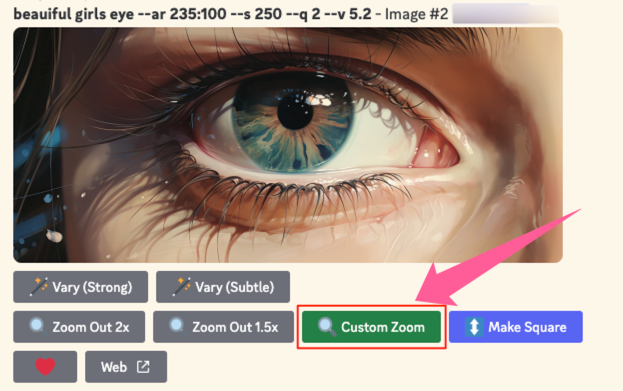 beauiful girls eye --ar 235:100 --s 250 --q 2 --v 5.2 - Image #2
Vary (Strong) Vary (Subtle)
Zoom Out 2x Zoom Out 1.5x Custom Zoom Make Square
Web